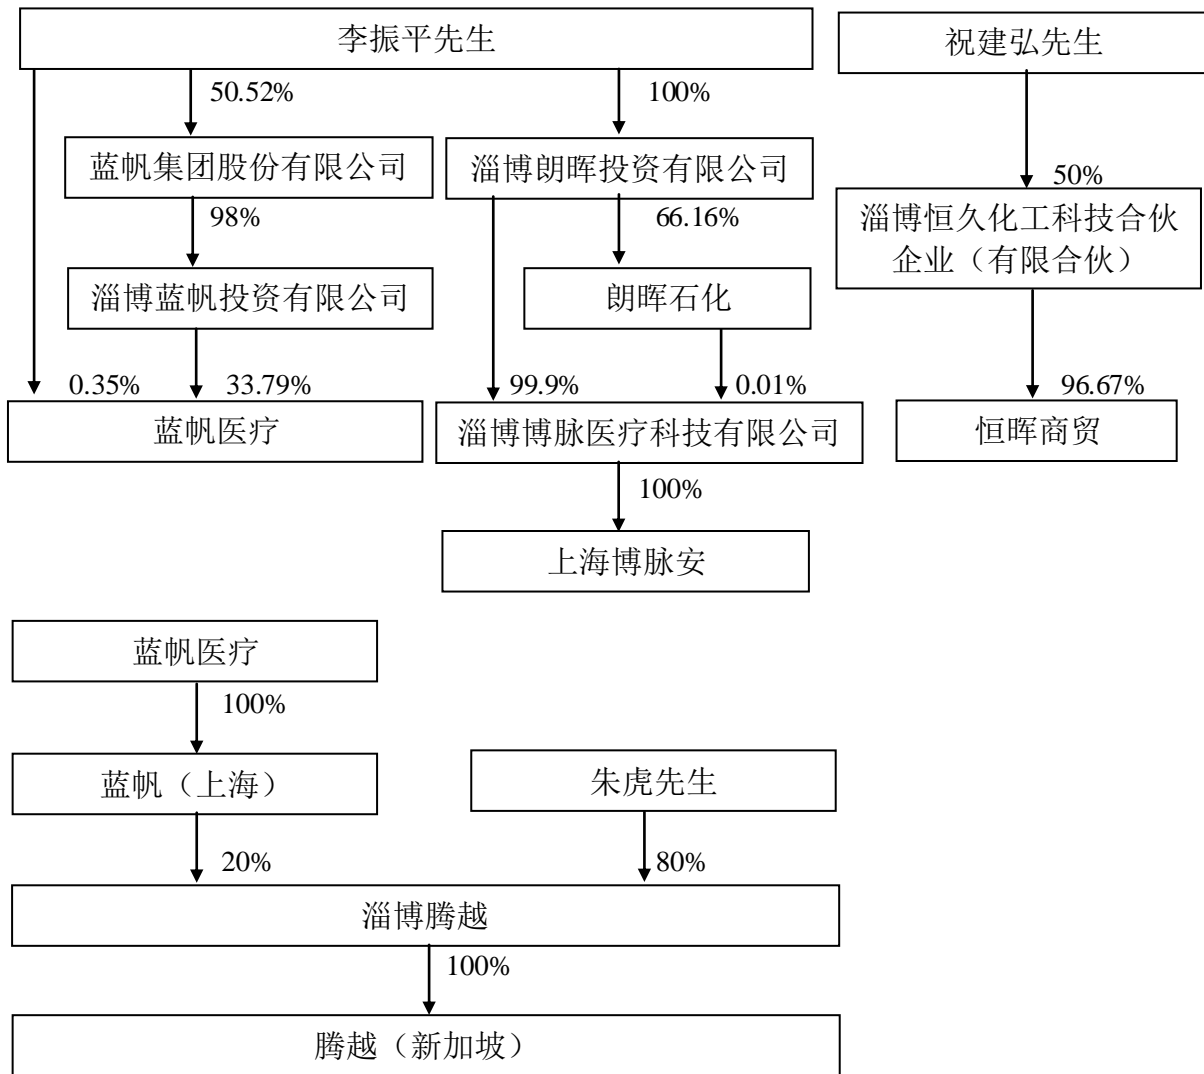 李振平先生
祝建弘先生
50.52%
100%
蓝帆集团股份有限公司
淄博朗晖投资有限公司
50%
98%
66.16%
淄博恒久化工科技合伙
企业（有限合伙）
淄博蓝帆投资有限公司
朗晖石化
0.35%
33.79%
99.9%
0.01%
96.67%
蓝帆医疗
淄博博脉医疗科技有限公司
恒晖商贸
100%
上海博脉安
蓝帆医疗
100%
蓝帆（上海）
朱虎先生
20%
80%
淄博腾越
100%
腾越（新加坡）